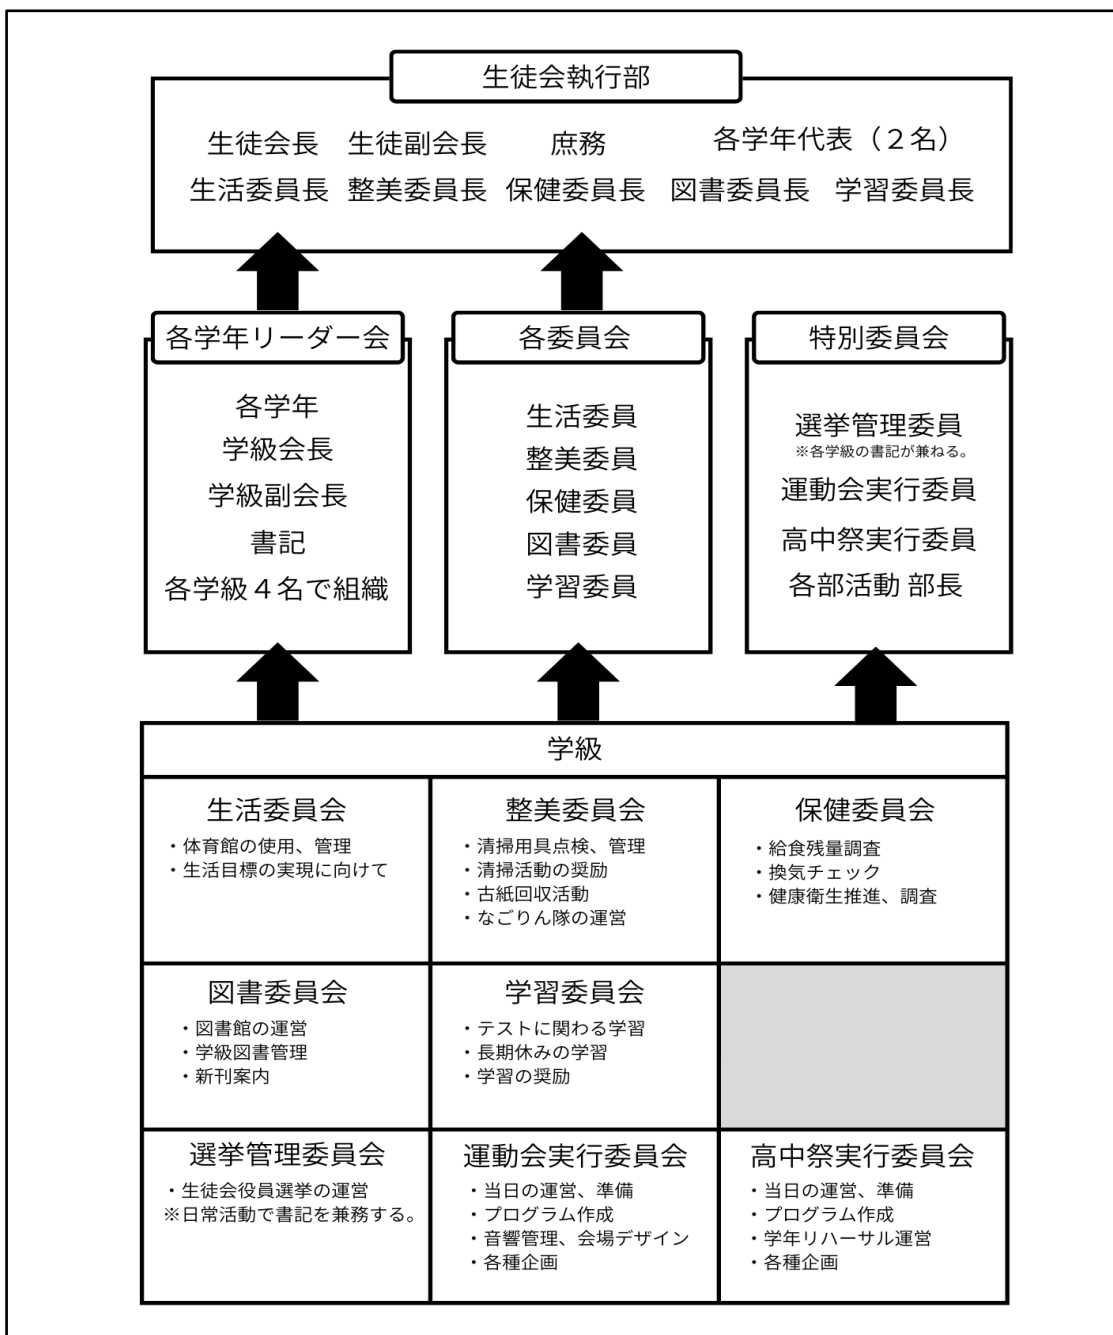 生徒会執行部
生徒会長 生徒副会長 庶務 各学年代表（２名）
生活委員長 整美委員長 保健委員長 図書委員長 学習委員長
各学年リーダー会
各学年
学級会長
学級副会長
書記
各学級４名で組織
各委員会
生活委員
整美委員
保健委員
図書委員
学習委員
特別委員会
選挙管理委員
※各学級の書記が兼ねる。
運動会実行委員
高中祭実行委員
各部活動 部長
学級
生活委員会
・体育館の使用、管理
・生活目標の実現に向けて
整美委員会
・清掃用具点検、管理
・清掃活動の奨励
・古紙回収活動
・なごりん隊の運営
保健委員会
・給食残量調査
・換気チェック
・健康衛生推進、調査
図書委員会
・図書館の運営
・学級図書管理
・新刊案内
学習委員会
・テストに関わる学習
・長期休みの学習
・学習の奨励
選挙管理委員会
・生徒会役員選挙の運営
※日常活動で書記を兼務する。
運動会実行委員会
・当日の運営、準備
・プログラム作成
・音響管理、会場デザイン
・各種企画
高中祭実行委員会
・当日の運営、準備
・プログラム作成
・学年リハーサル運営
・各種企画